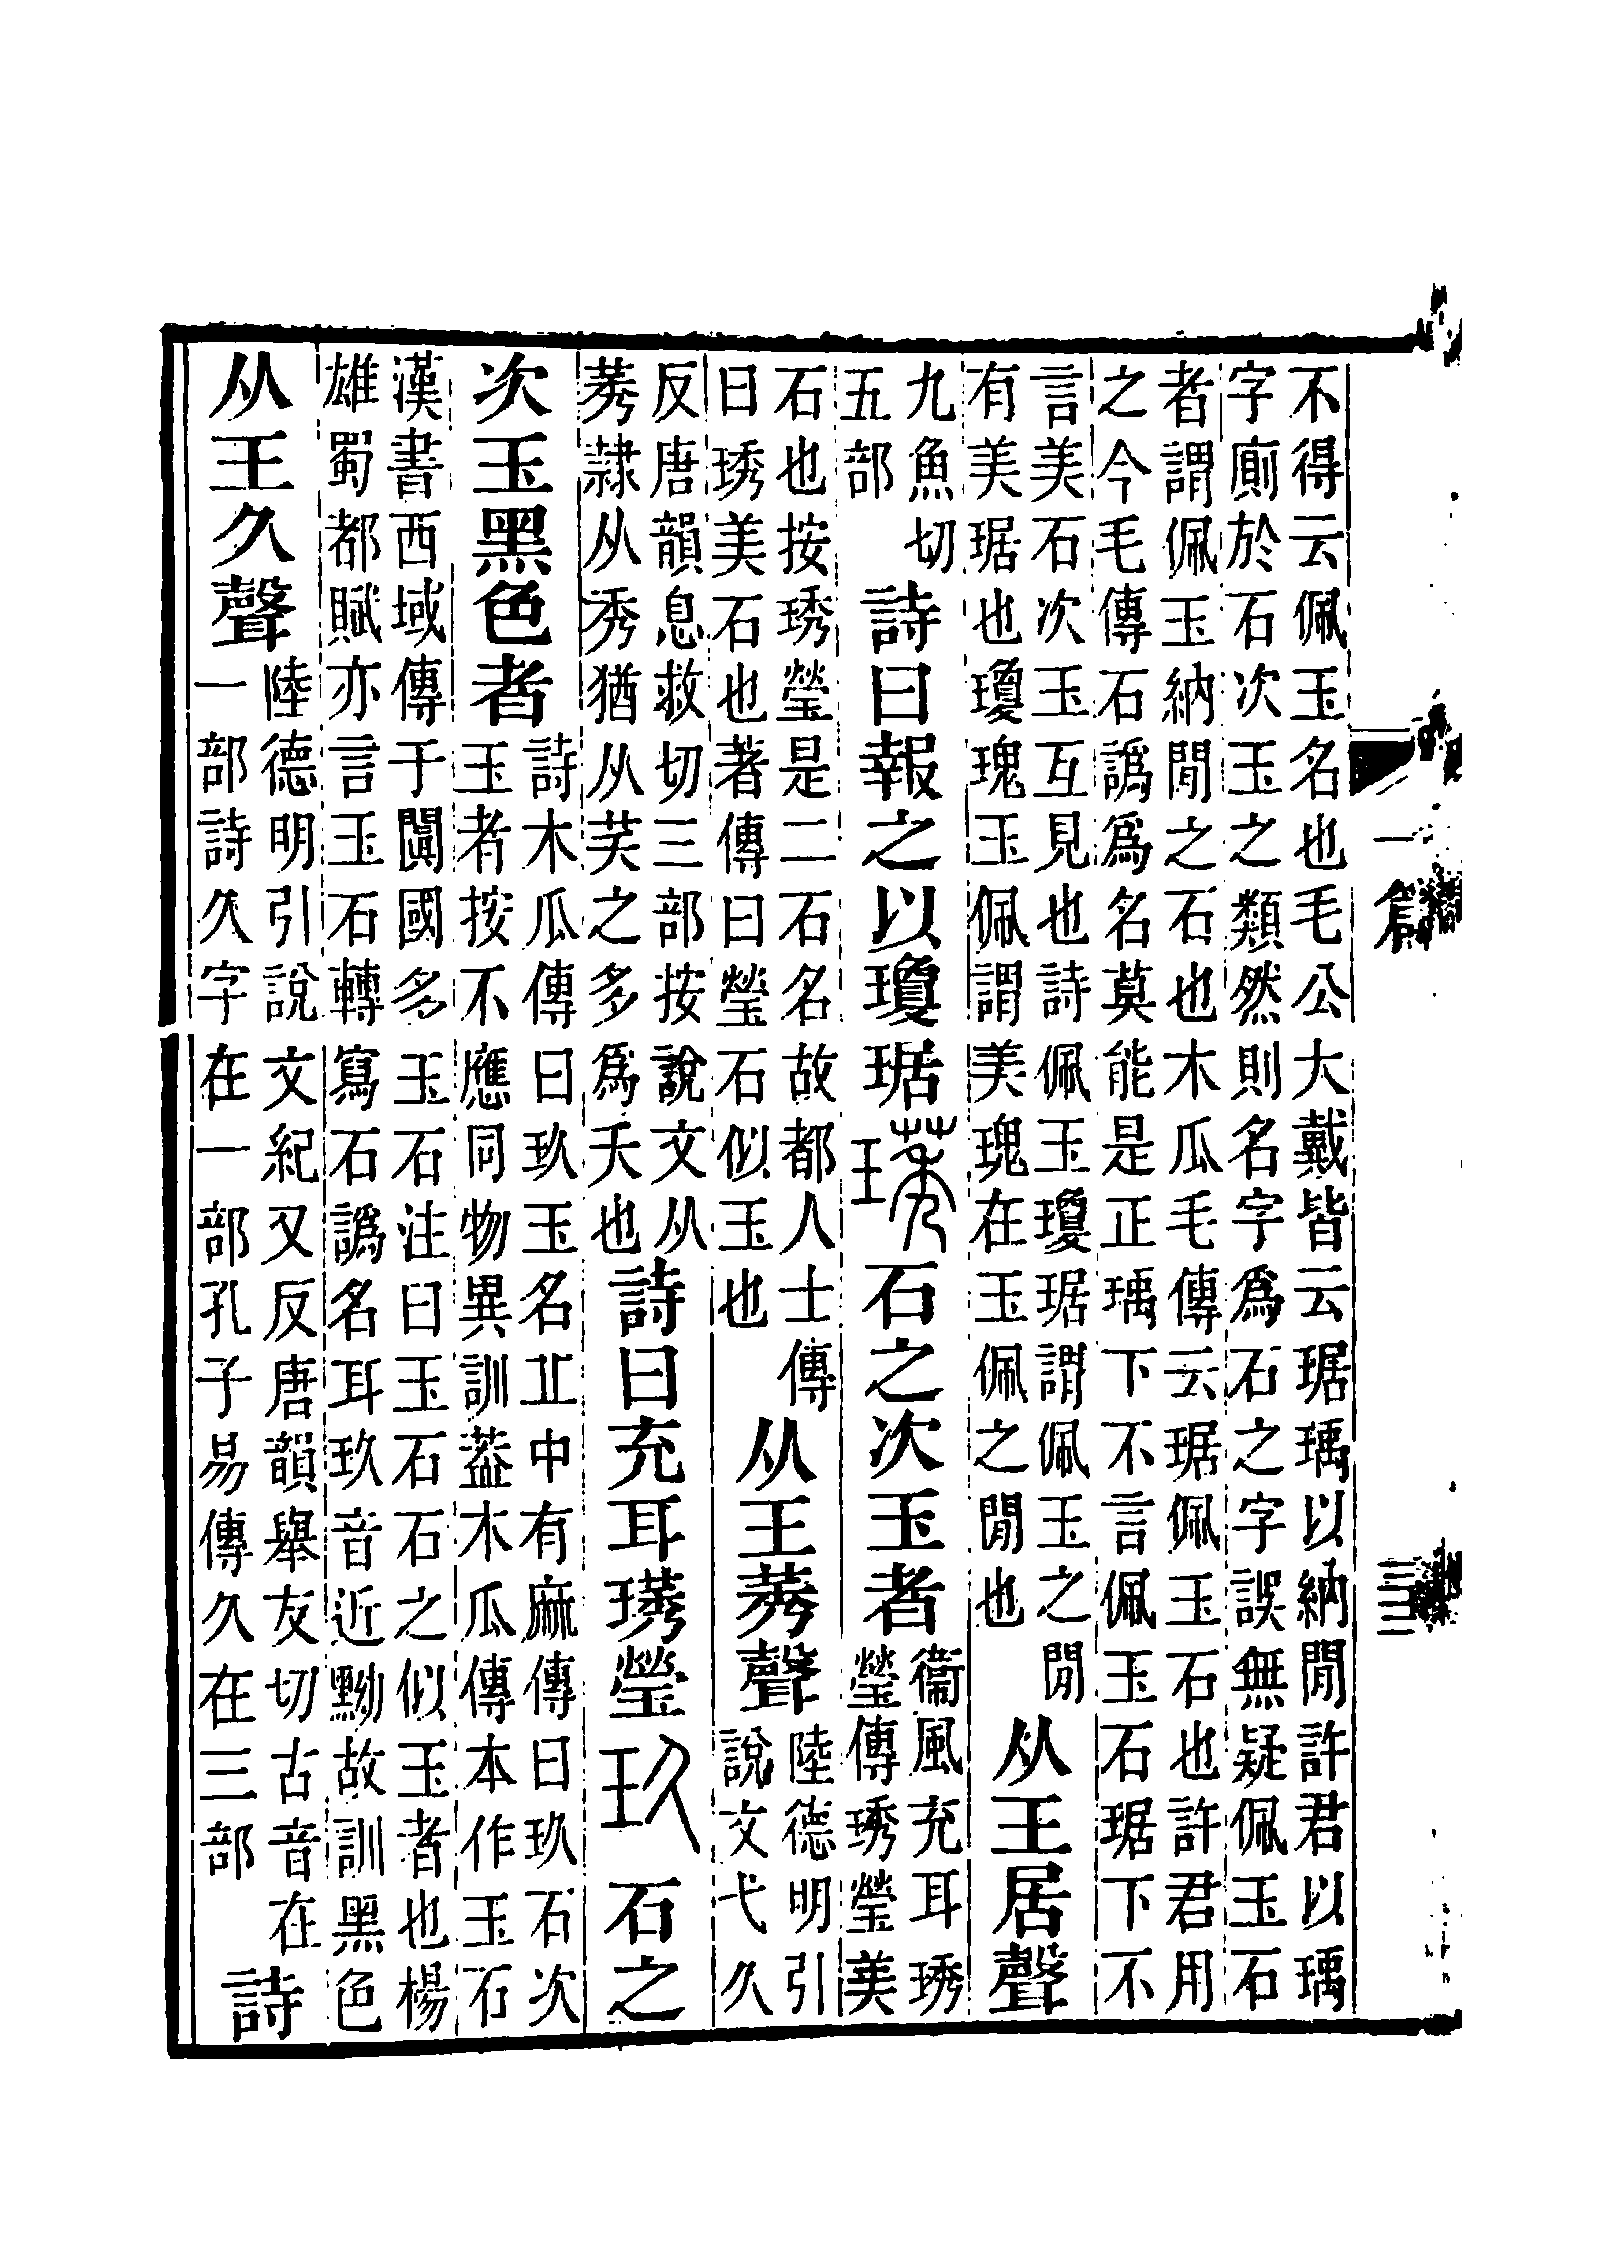 一篇
不得云佩玉名也毛公大戴皆云琚瑀以納閒許君以瑀
字廁於石次玉之類然則名字爲石之字誤無疑佩玉石
者謂佩玉納閒之石也木瓜毛傳云琚佩玉石也許君用
之今毛傳石譌爲名莫能是正瑀下不言佩玉石琚下不
言美石次玉互見也詩佩玉瓊琚謂佩玉之閒
有美琚也瓊瑰玉佩謂美瑰在玉佩之閒也
从王居聲
九魚切
五部
詩曰報之以瓊琚璓石之次玉者
衞風充耳琇
瑩傳琇瑩美
石也按琇瑩是二石名故都人士傳
曰琇美石也著傳曰瑩石似玉也
从王莠聲
陸德明引
說文弋久
反唐韻息救切三部按說文从
莠隷从秀猶从芺之多爲夭也
詩曰充耳璓瑩玖石之
次玉黑色者
詩木瓜傳曰玖玉名丘中有麻傳曰玖石次
玉者按不應同物異訓葢木瓜傳本作玉石
漢書西域傳于闐國多玉石注曰玉石石之似玉者也楊
雄蜀都賦亦言玉石轉寫石譌名耳玖音近黝故訓黑色
从王久聲
陸德明引說文紀又反唐韻舉友切古音在
一部詩久字在一部孔子易傳久在三部
詩